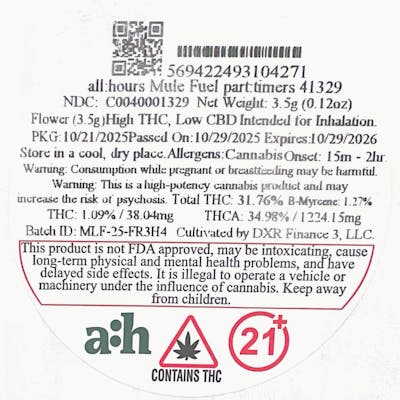 569422493104271
all:hours Mule Fuel part:timers 41329
NDC: C0040001329 Net Weight: 3.5g (0.12oz)
Flower (3.5g)High THC, Low CBD Intended for Inhalation.
PKG:10/21/2025Passed On:10/29/2025 Expires:10/29/2026
Store in a cool, dry place.Allergens:CannabisOnset: 15m - 2hr
Warning: Consumption while pregnant or breastfeeding may be harmful.
Warning: This is a high-potency cannabis product and may
increase the risk of psychosis. Total THC: 31.76% B-Myrcene: 1.27%
THC: 1.09% / 38.04mg THCA: 34.98% / 1224.15mg
Batch ID: MLF-25-FR3H4 Cultivated by DXR Finance 3, LLC.
This product is not FDA approved, may be intoxicating, cause
long-term physical and mental health problems, and have
delayed side effects. It is illegal to operate a vehicle or
machinery under the influence of cannabis. Keep away
from children.
a:h
21+
CONTAINS THC